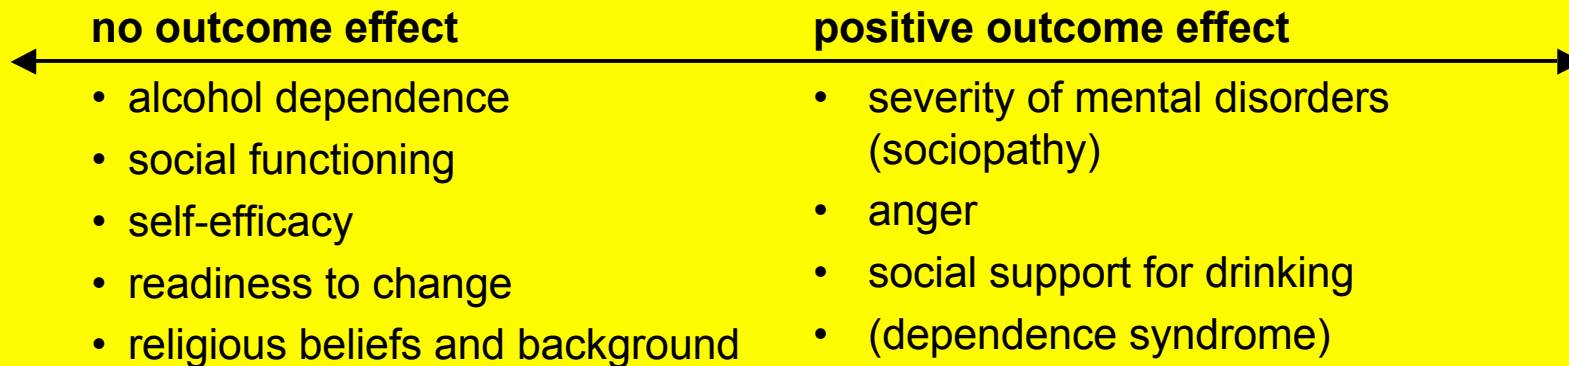 no outcome effect
• alcohol dependence
• social functioning
• self-efficacy
• readiness to change
• religious beliefs and background
positive outcome effect
• severity of mental disorders
(sociopathy)
• anger
• social support for drinking
• (dependence syndrome)